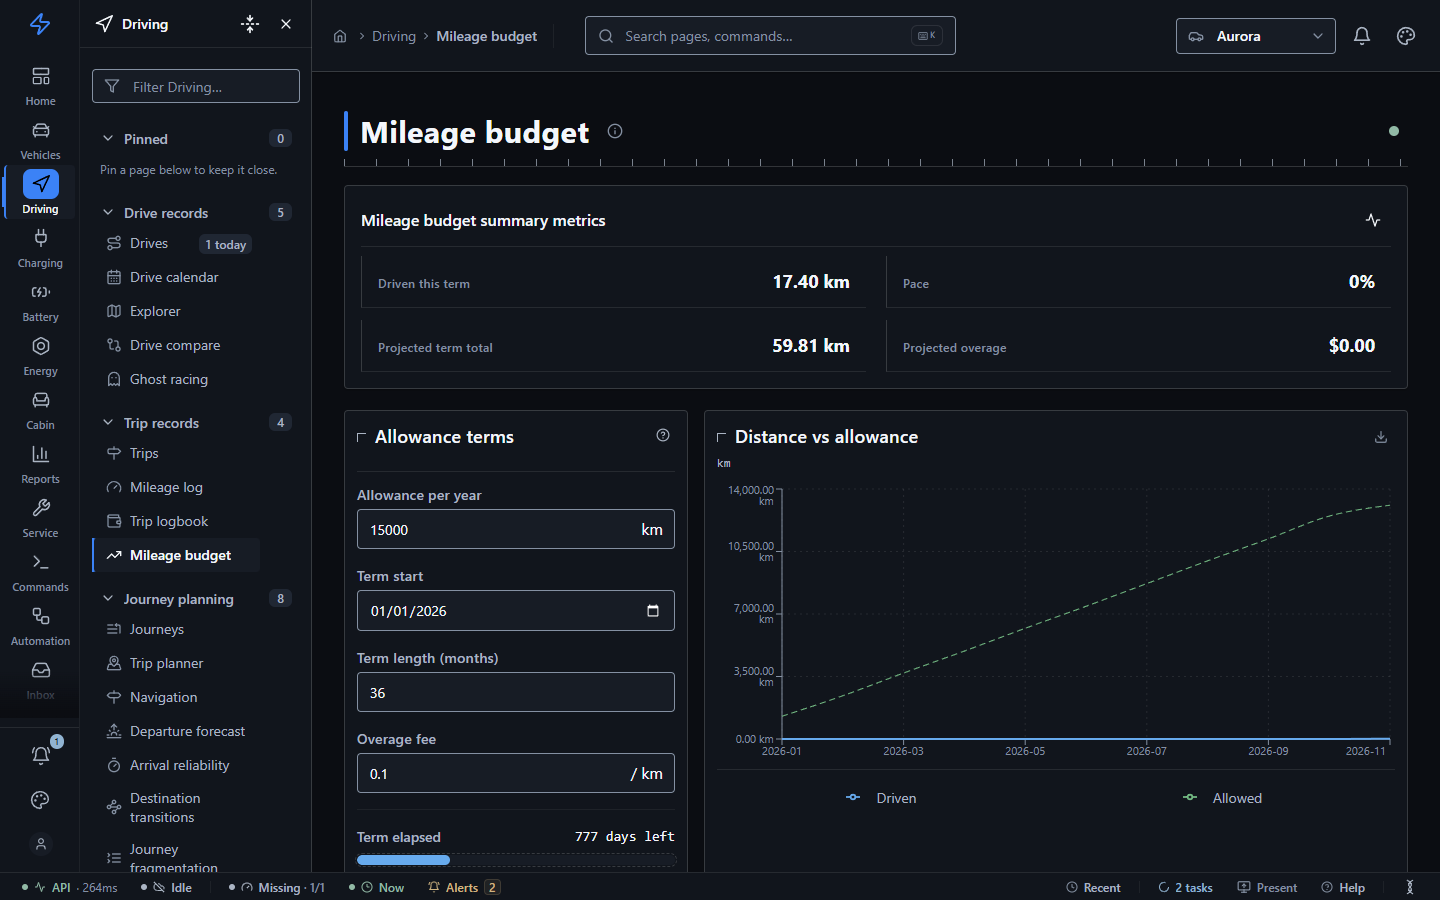 Home
Vehicles
Driving
Charging
Battery
Energy
Cabin
Reports
Service
Commands
Automation
Inbox
1
Driving
Filter Driving...
Pinned 0
Pin a page below to keep it close.
Drive records 5
Drives 1 today
Drive calendar
Explorer
Drive compare
Ghost racing
Trip records 4
Trips
Mileage log
Trip logbook
Mileage budget
Journey planning 8
Journeys
Trip planner
Navigation
Departure forecast
Arrival reliability
Destination
transitions
Journey
fragmentation
Driving Mileage budget
Search pages, commands... K
Aurora
Mileage budget
Mileage budget summary metrics
Driven this term 17.40 km
Pace 0%
Projected term total 59.81 km
Projected overage $0.00
Allowance terms
Allowance per year
15000 km
Term start
01/01/2026
Term length (months)
36
Overage fee
0.1 / km
Term elapsed 777 days left
Distance vs allowance
km
14,000.00
km
10,500.00
km
7,000.00
km
3,500.00
km
0.00 km
2026-01 2026-03 2026-05 2026-07 2026-09 2026-11
Driven Allowed
API · 264ms Idle Missing · 1/1 Now Alerts 2 Recent 2 tasks Present Help